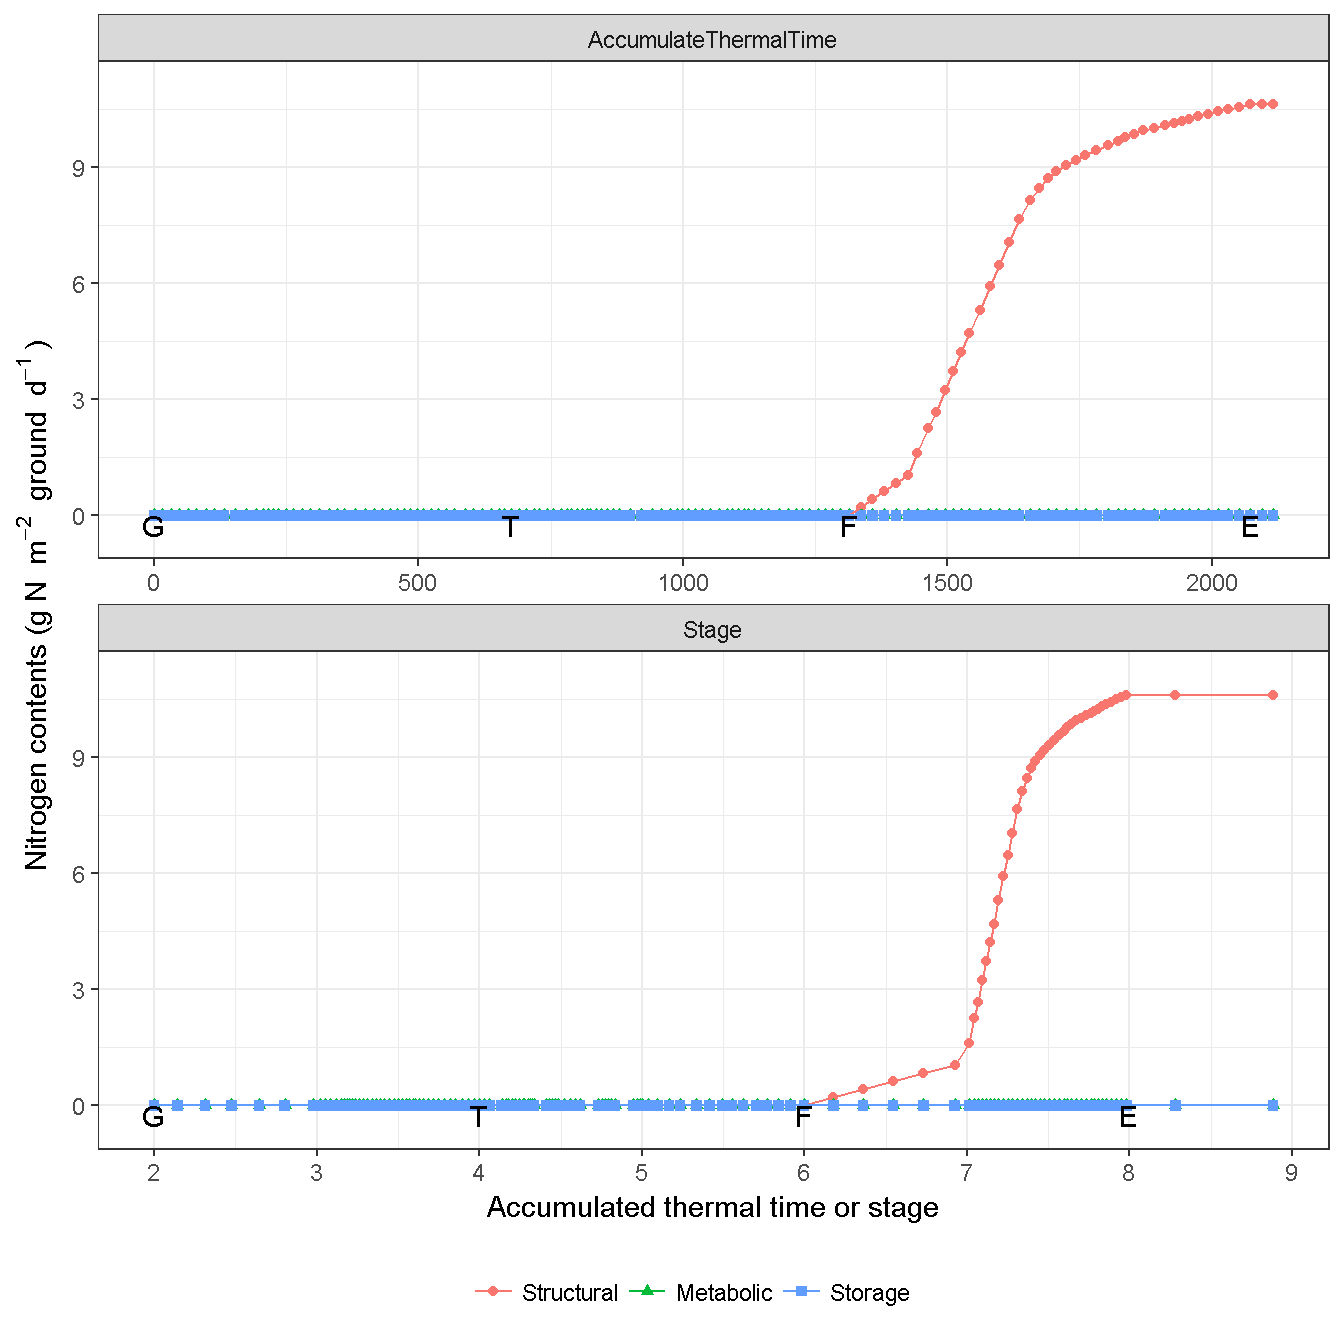 AccumulateThermalTime
9
6
3
0
G T F E
0 500 1000 1500 2000
Stage
9
6
3
0
G T F E
2 3 4 5 6 7 8 9
Nitrogen contents (g N m⁻² ground d⁻¹)
Accumulated thermal time or stage
Structural Metabolic Storage